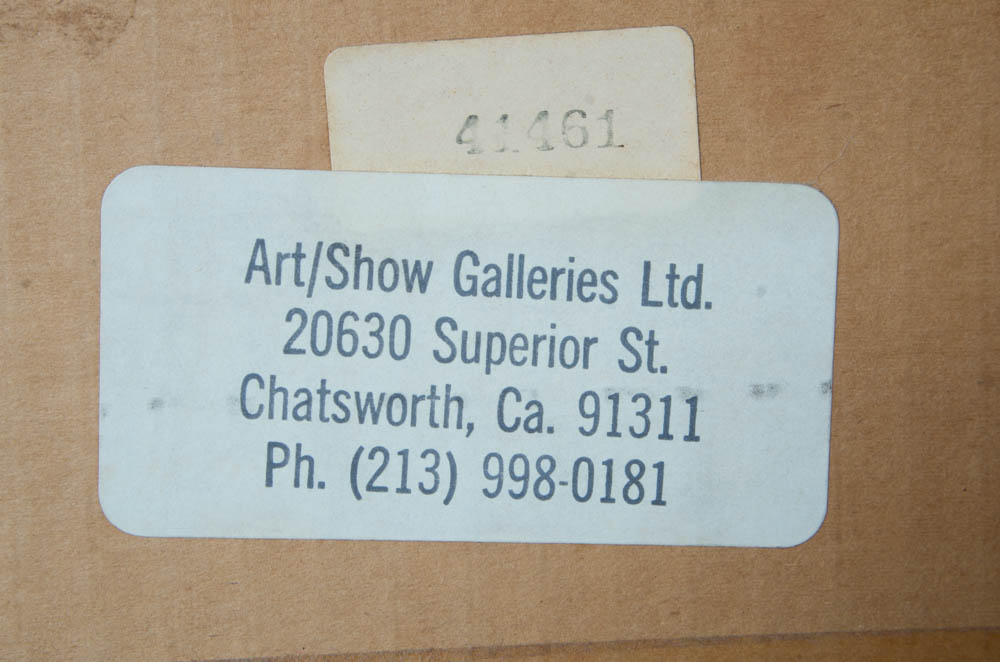 41461
Art/Show Galleries Ltd.
20630 Superior St.
Chatsworth, Ca. 91311
Ph. (213) 998-0181